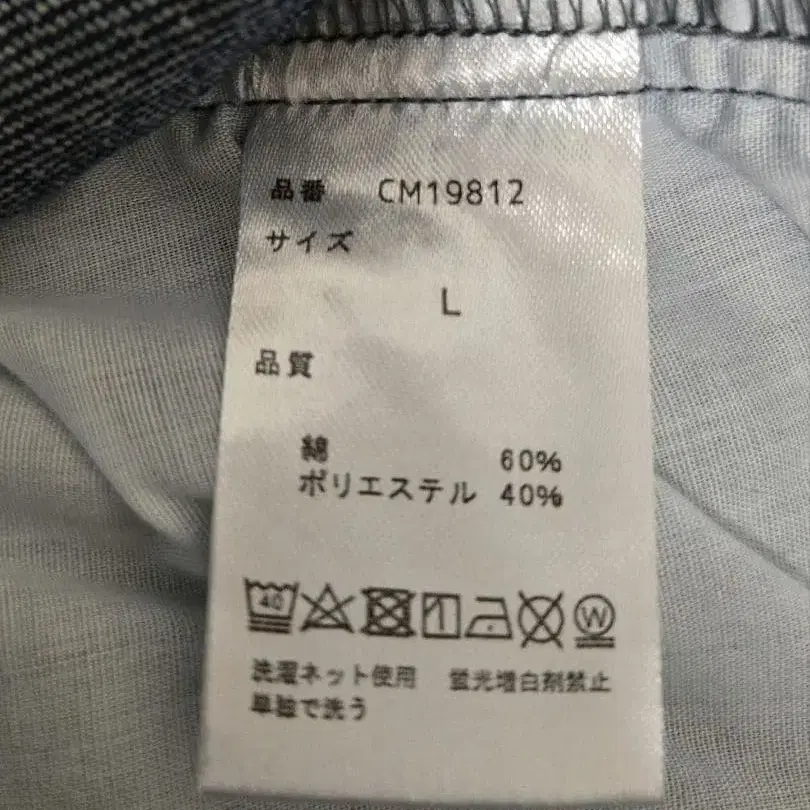 品番 CM19812
サイズ
L
品質
綿 60%
ポリエステル 40%
40 W
洗濯ネット使用 蛍光増白剤禁止
単独で洗う